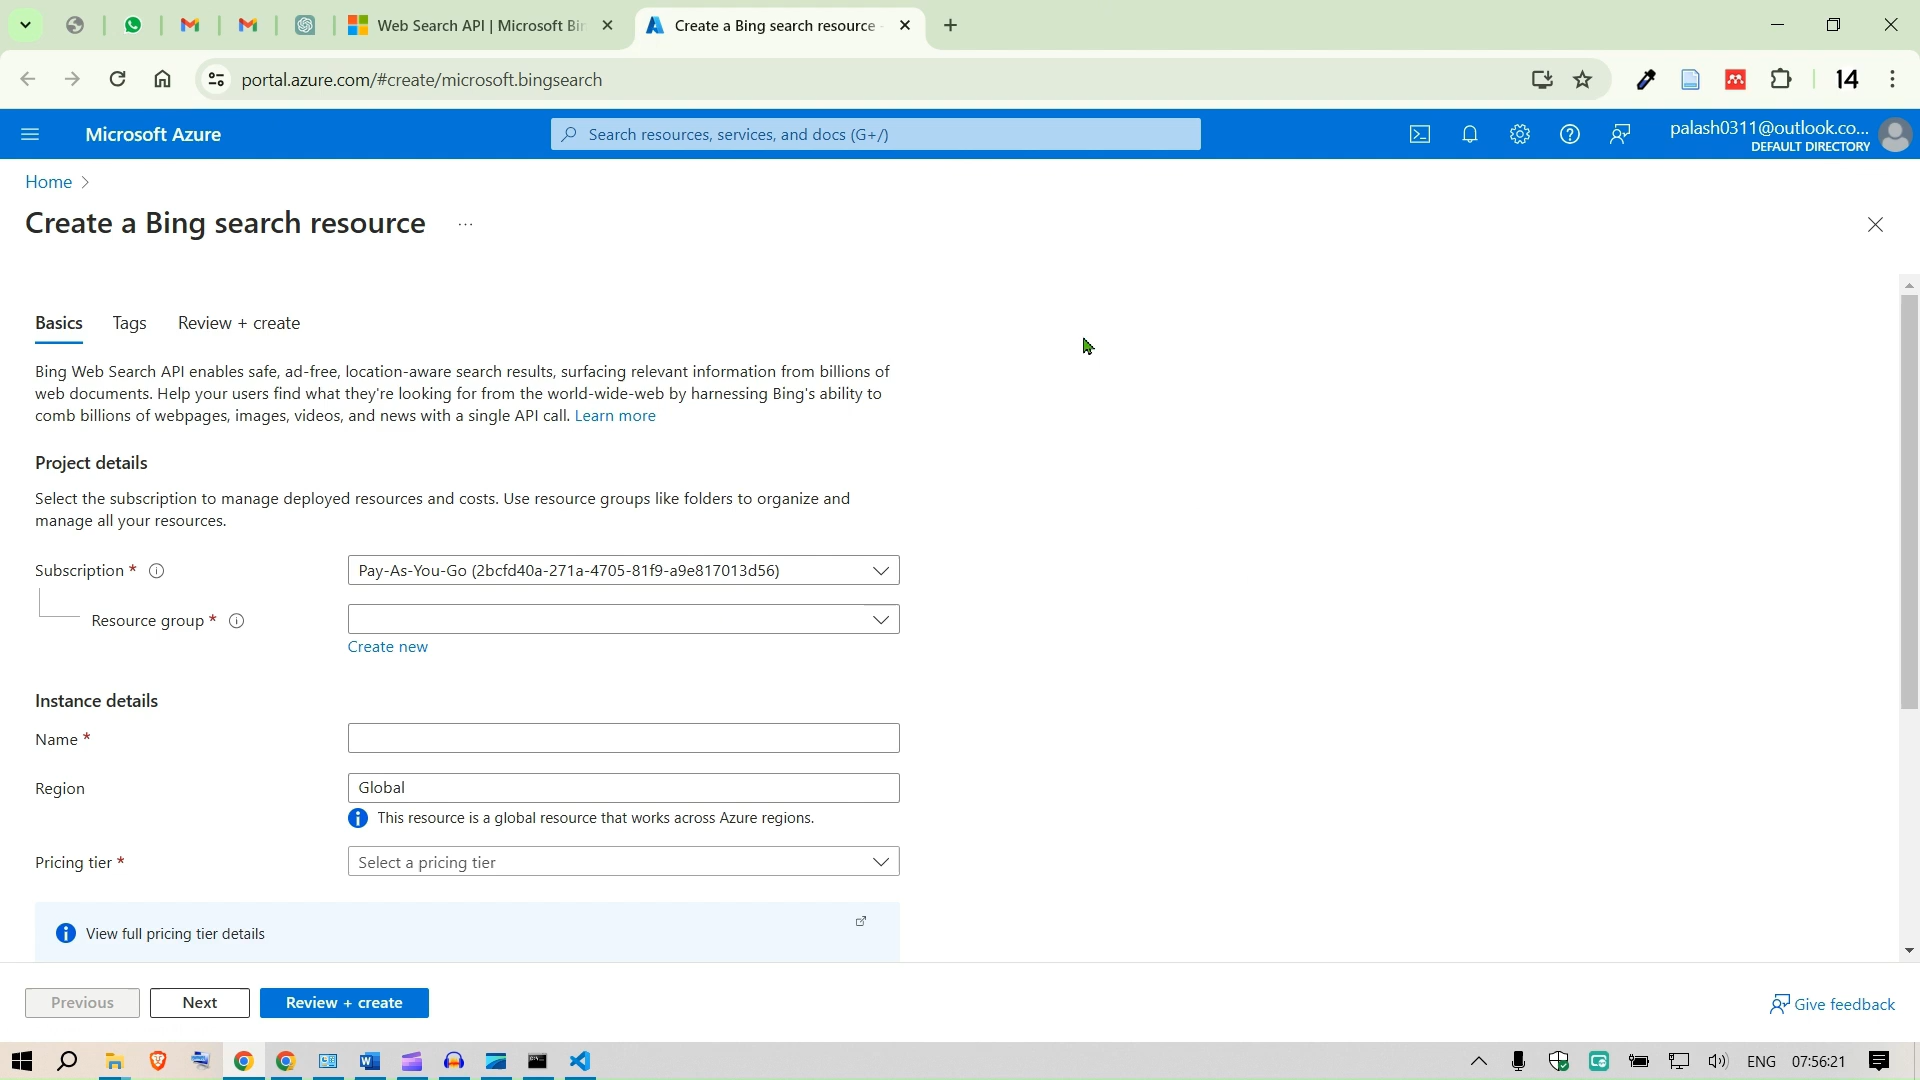 Web Search API | Microsoft Bin
Create a Bing search resource -
portal.azure.com/#create/microsoft.bingsearch
14
Microsoft Azure
Search resources, services, and docs (G+/)
palash0311@outlook.co...
DEFAULT DIRECTORY
Home
Create a Bing search resource ...
Basics Tags Review + create
Bing Web Search API enables safe, ad-free, location-aware search results, surfacing relevant information from billions of
web documents. Help your users find what they're looking for from the world-wide-web by harnessing Bing's ability to
comb billions of webpages, images, videos, and news with a single API call. Learn more
Project details
Select the subscription to manage deployed resources and costs. Use resource groups like folders to organize and
manage all your resources.
Subscription *
Pay-As-You-Go (2bcfd40a-271a-4705-81f9-a9e817013d56)
Resource group *
Create new
Instance details
Name *
Region
Global
This resource is a global resource that works across Azure regions.
Pricing tier *
Select a pricing tier
View full pricing tier details
Previous Next Review + create
Give feedback
ENG 07:56:21